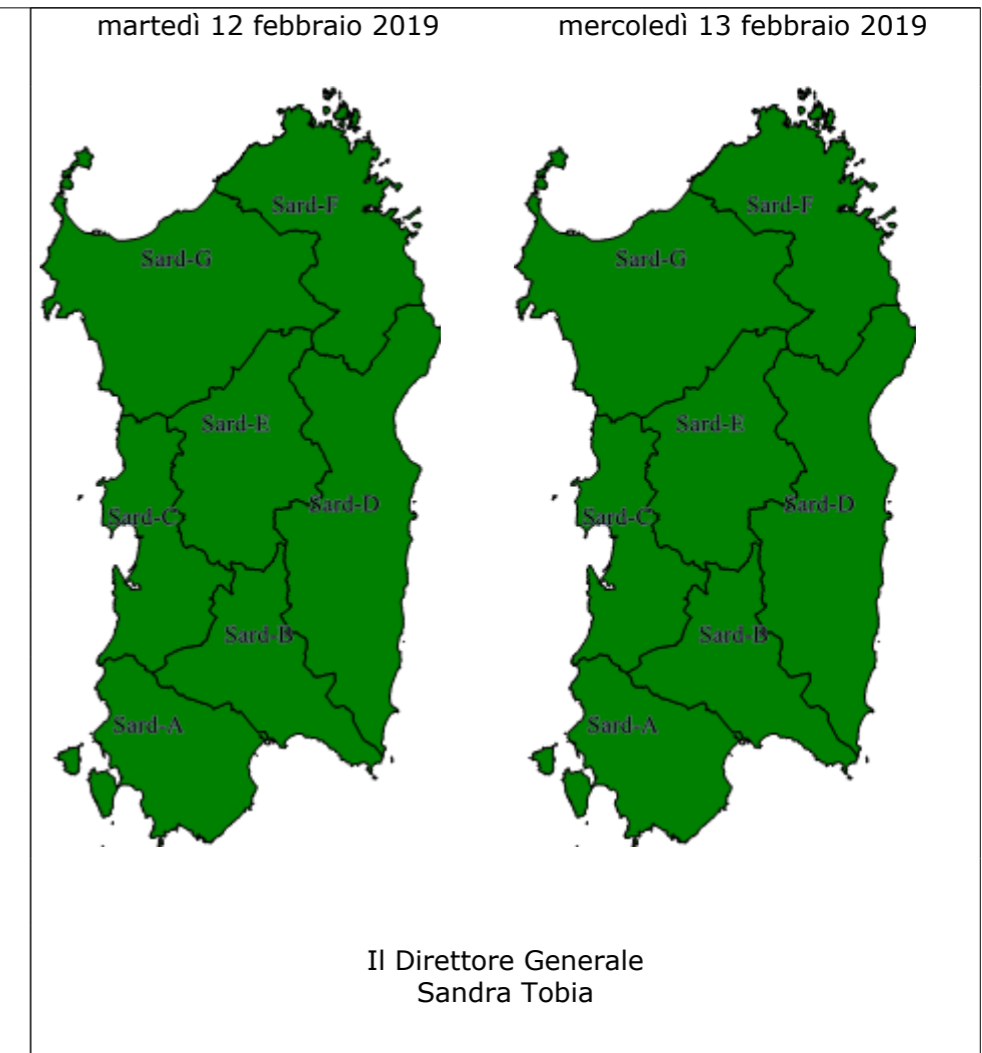 martedì 12 febbraio 2019
mercoledì 13 febbraio 2019
Sard-F
Sard-G
Sard-E
Sard-D
Sard-C
Sard-B
Sard-A
Sard-F
Sard-G
Sard-E
Sard-D
Sard-C
Sard-B
Sard-A
Il Direttore Generale
Sandra Tobia